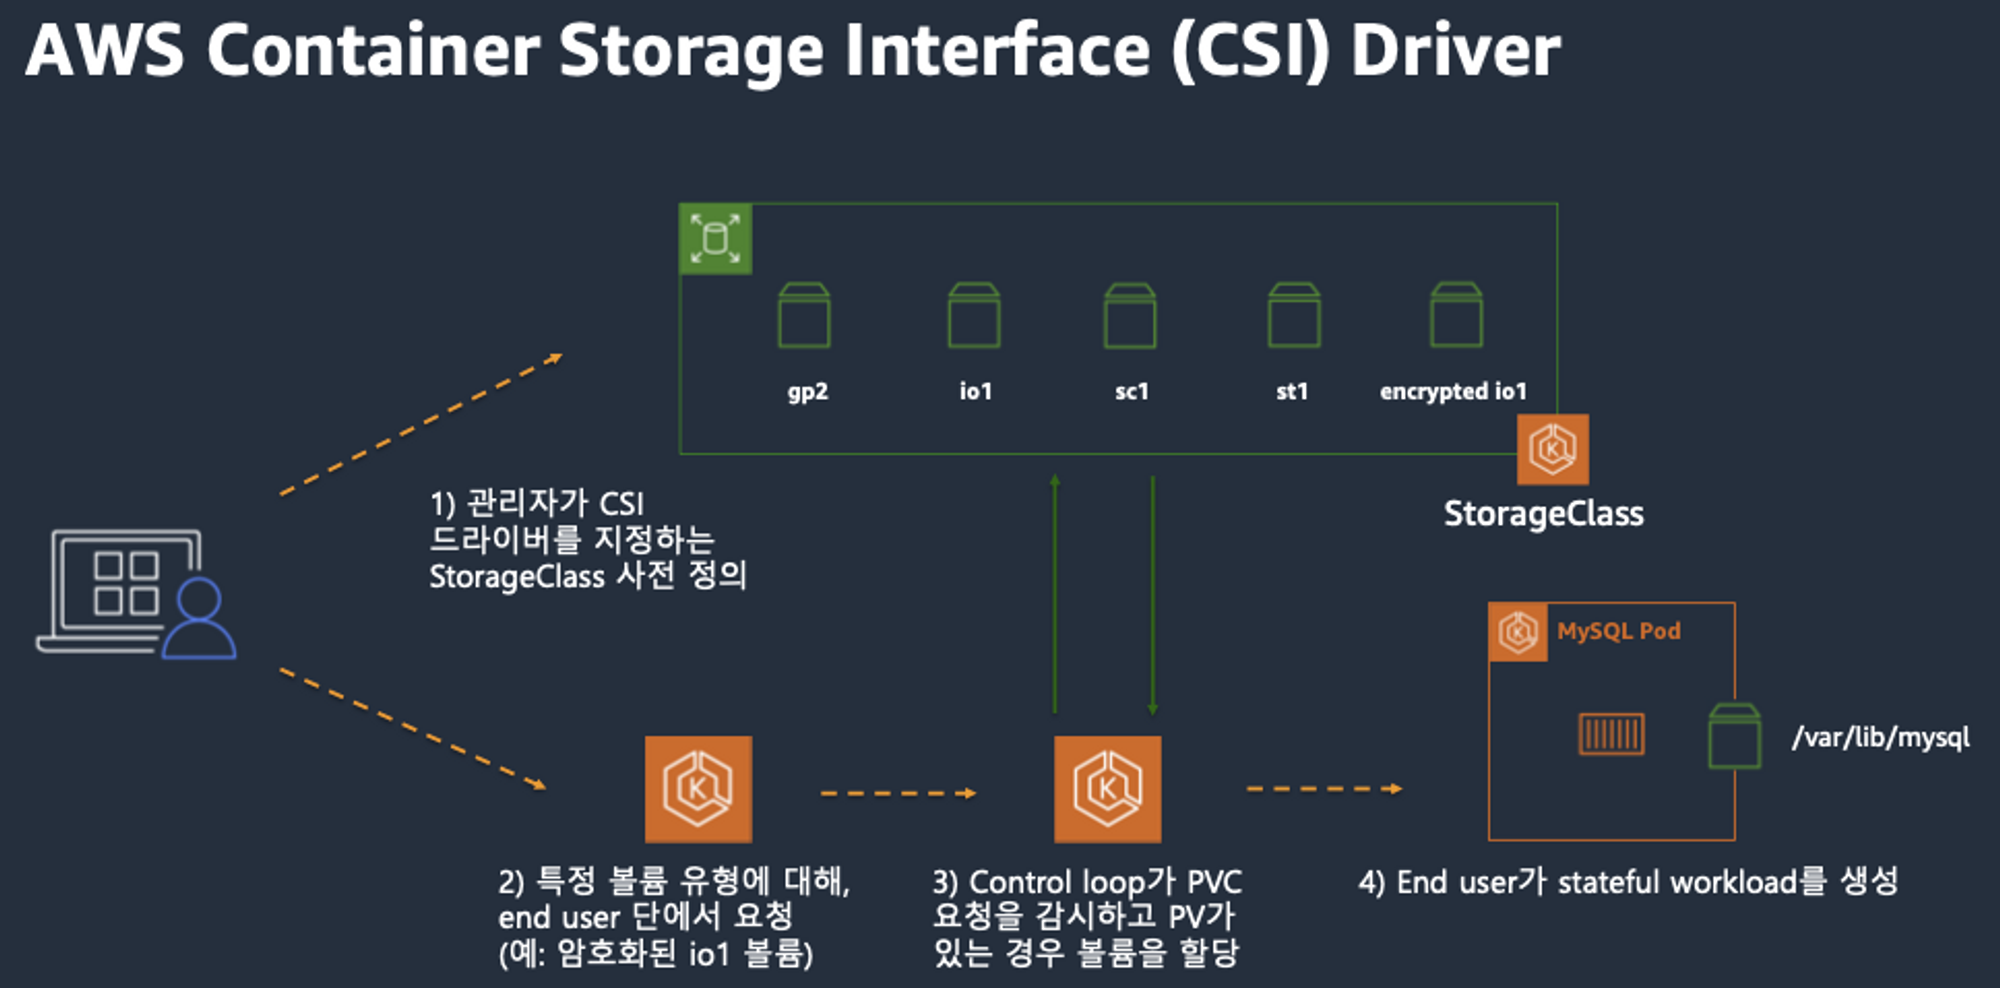 AWS Container Storage Interface (CSI) Driver
gp2
io1
sc1
st1
encrypted io1
StorageClass
1) 관리자가 CSI
드라이버를 지정하는
StorageClass 사전 정의
MySQL Pod
/var/lib/mysql
2) 특정 볼륨 유형에 대해,
end user 단에서 요청
(예: 암호화된 io1 볼륨)
3) Control loop가 PVC
요청을 감시하고 PV가
있는 경우 볼륨을 할당
4) End user가 stateful workload를 생성